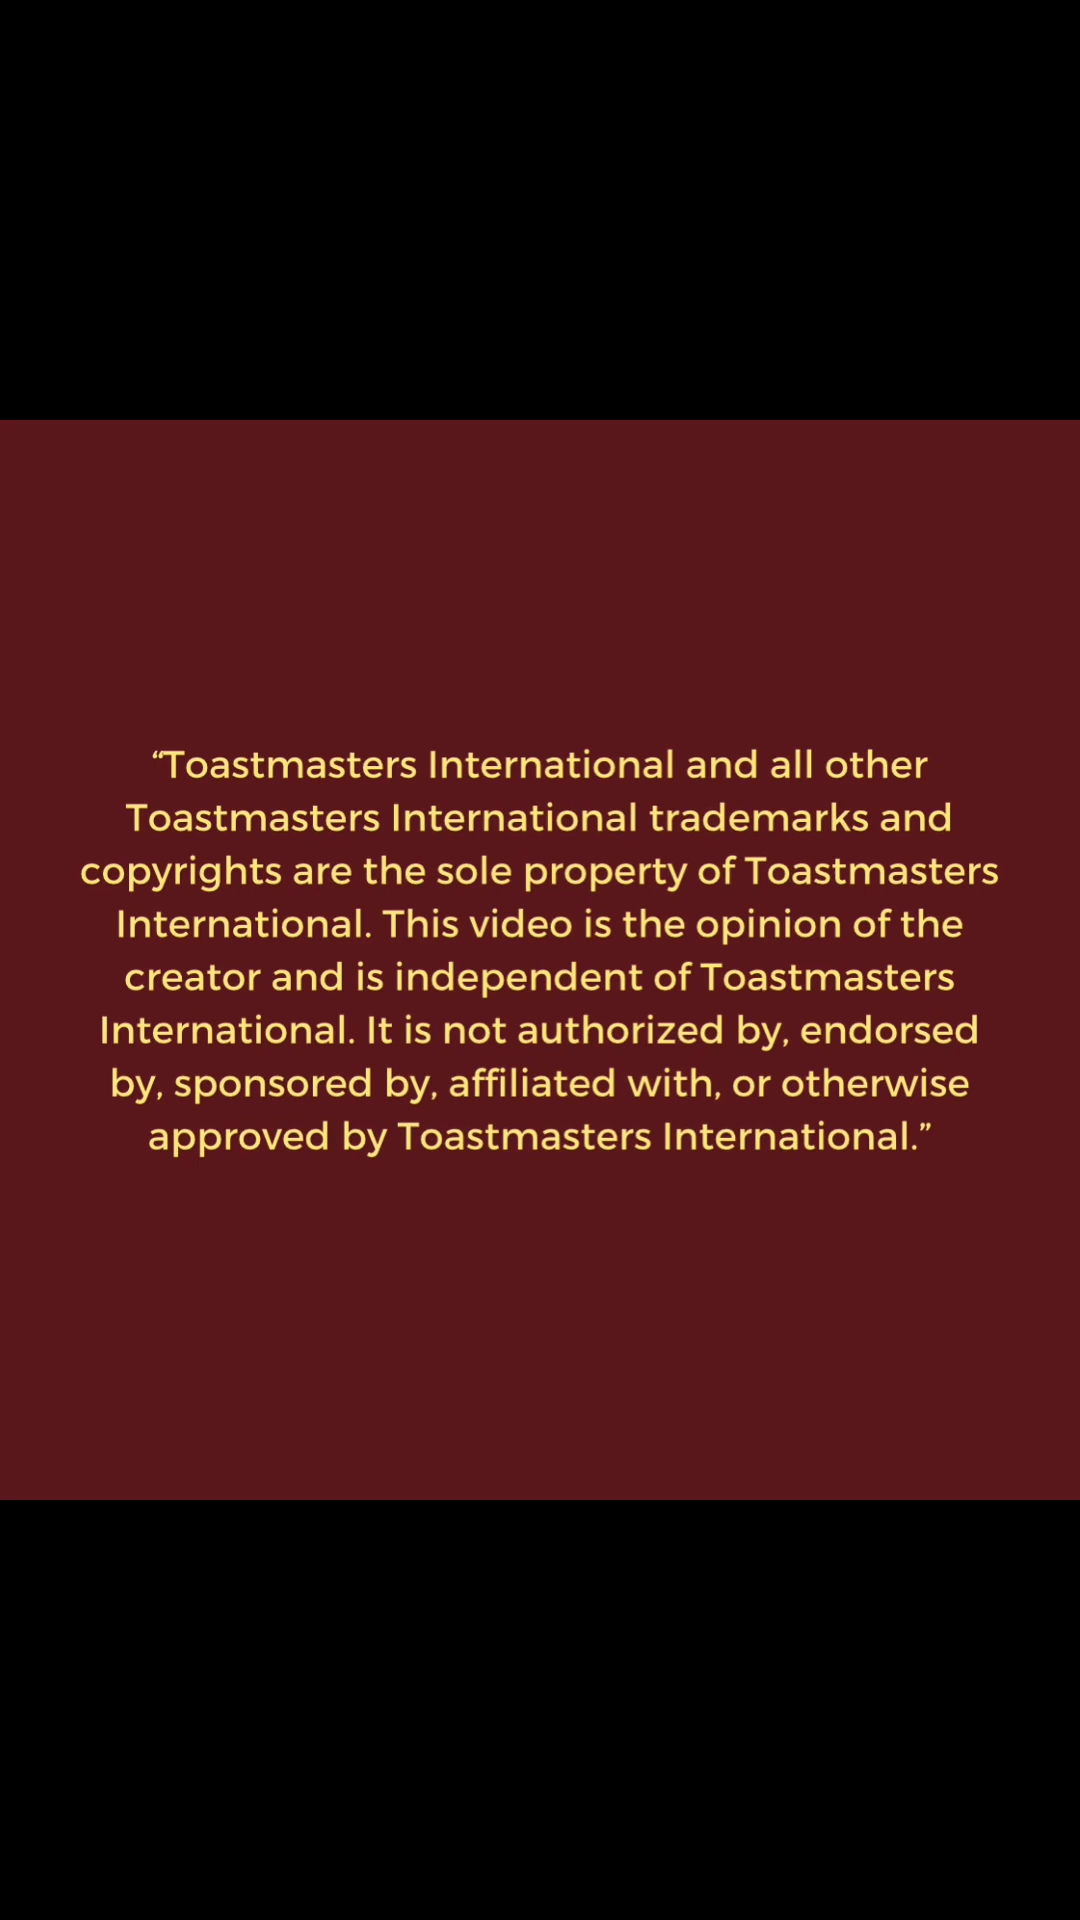 “Toastmasters International and all other
Toastmasters International trademarks and
copyrights are the sole property of Toastmasters
International. This video is the opinion of the
creator and is independent of Toastmasters
International. It is not authorized by, endorsed
by, sponsored by, affiliated with, or otherwise
approved by Toastmasters International.”